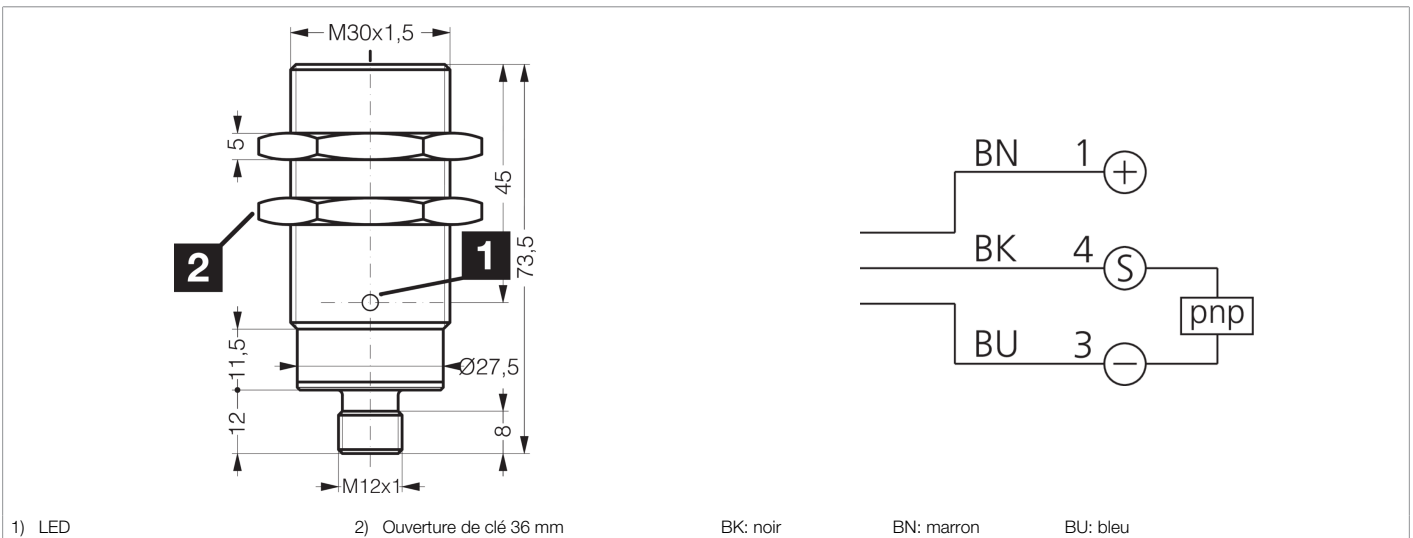 M30x1,5
5
45
73,5
2
1
11,5
Ø27,5
12
8
M12x1
BN 1 +
BK 4 S
pnp
BU 3 −
1) LED 2) Ouverture de clé 36 mm BK: noir BN: marron BU: bleu